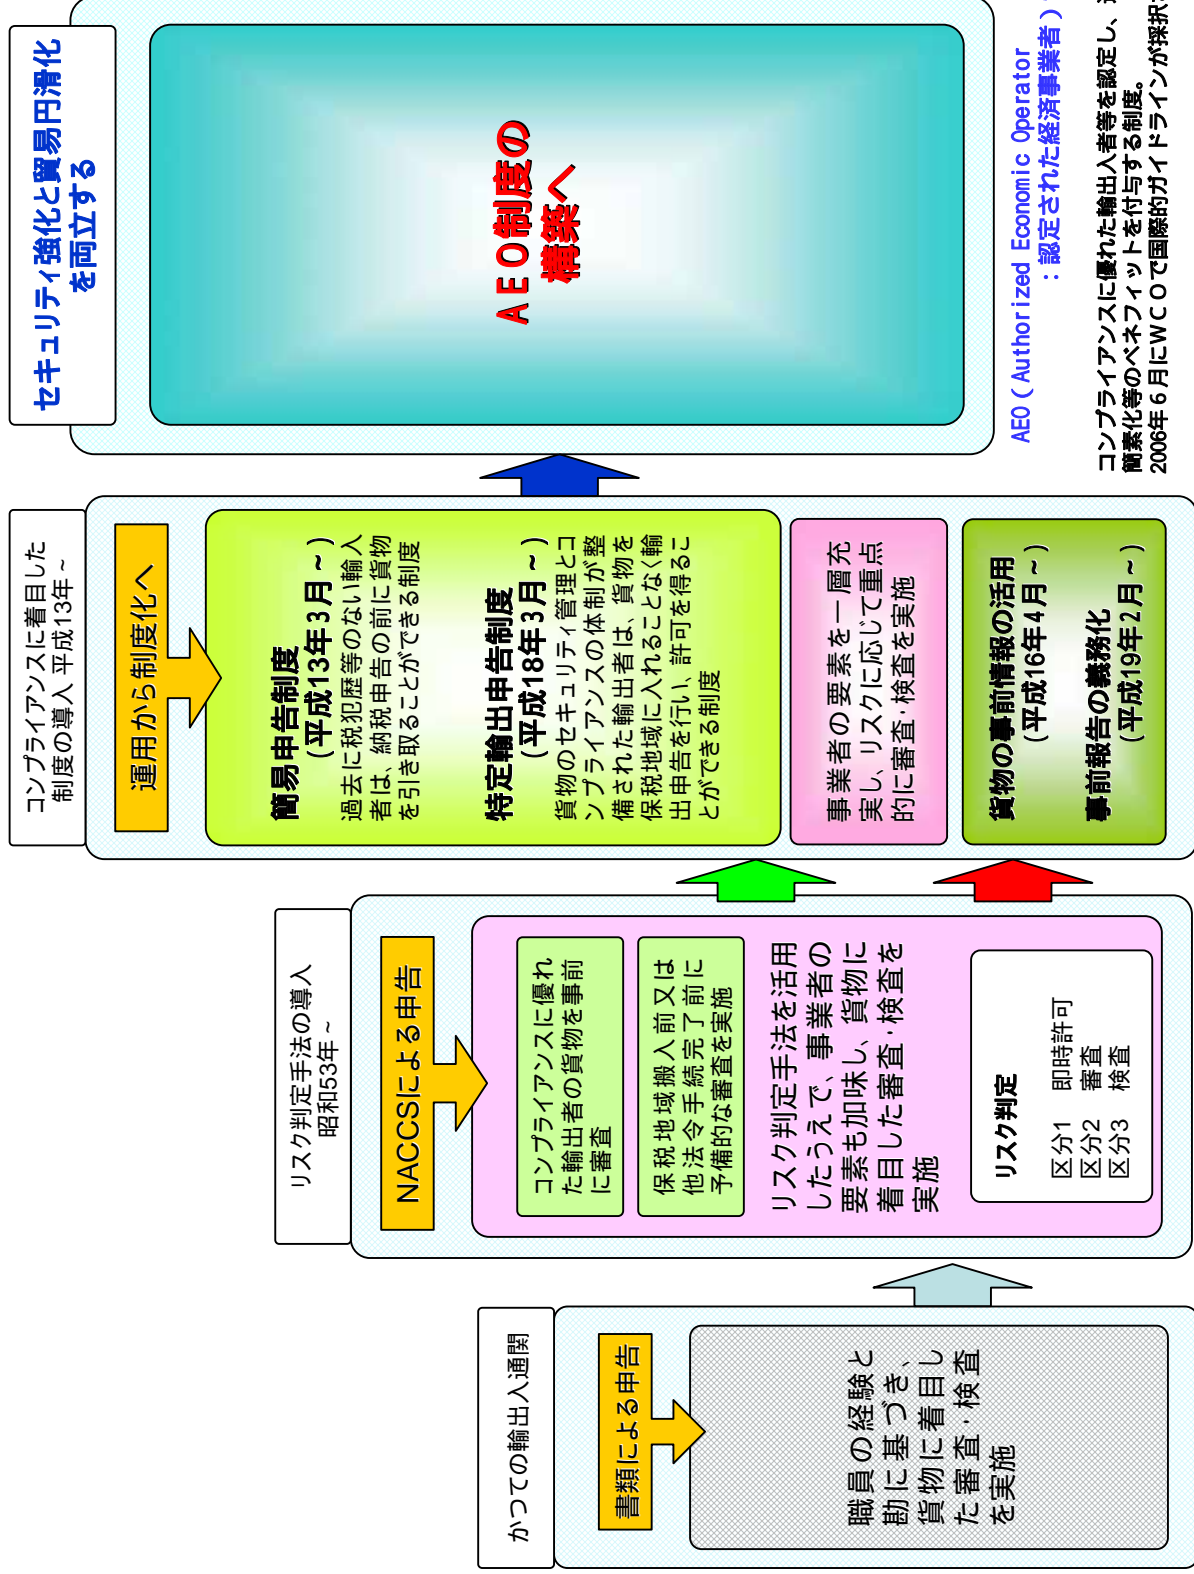 かつての輸出入通関
書類による申告
職員の経験と
勘に基づき、
貨物に着目し
た審査・検査
を実施
リスク判定手法の導入
昭和53年～
NACCSによる申告
コンプライアンスに優れ
た輸出者の貨物を事前
に審査
保税地域搬入前又は
他法令手続完了前に
予備的な審査を実施
リスク判定手法を活用
したうえで、事業者の
要素も加味し、貨物に
着目した審査・検査を
実施
リスク判定
区分1 即時許可
区分2 審査
区分3 検査
コンプライアンスに着目した
制度の導入 平成13年～
運用から制度化へ
簡易申告制度
(平成13年3月～)
過去に税犯歴等のない輸入
者は、納税申告の前に貨物
を引き取ることができる制度
特定輸出申告制度
(平成18年3月～)
貨物のセキュリティ管理とコ
ンプライアンスの体制が整
備された輸出者は、貨物を
保税地域に入れることなく輸
出申告を行い、許可を得るこ
とができる制度
事業者の要素を一層充
実し、リスクに応じて重点
的に審査・検査を実施
貨物の事前情報の活用
(平成16年4月～)
事前報告の義務化
(平成19年2月～)
セキュリティ強化と貿易円滑化
を両立する
ＡＥＯ制度の
構築へ
AEO（Authorized Economic Operator
：認定された経済事業者）
コンプライアンスに優れた輸出入者等を認定し、
簡素化等のベネフィットを付与する制度。
2006年６月にＷＣＯで国際的ガイドラインが採択